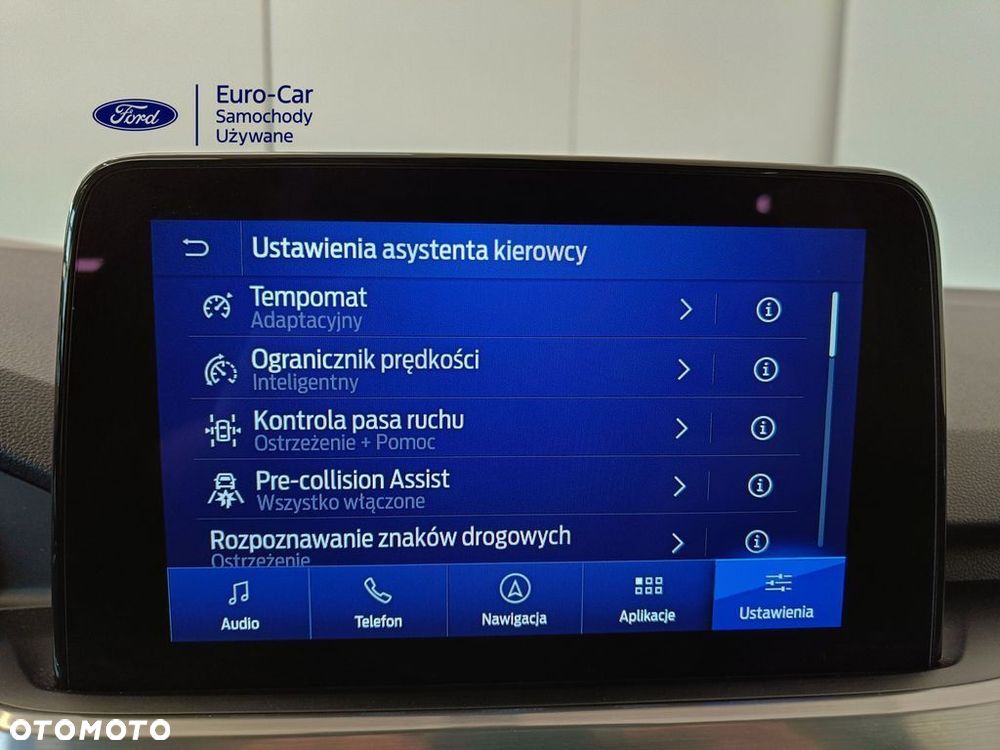 Ford
Euro-Car
Samochody
Używane
Ustawienia asystenta kierowcy
Tempomat
Adaptacyjny
Ogranicznik prędkości
Inteligentny
Kontrola pasa ruchu
Ostrzeżenie + Pomoc
Pre-collision Assist
Wszystko włączone
Rozpoznawanie znaków drogowych
Ostrzeżenie
Audio
Telefon
Nawigacja
Aplikacje
Ustawienia
OTOMOTO